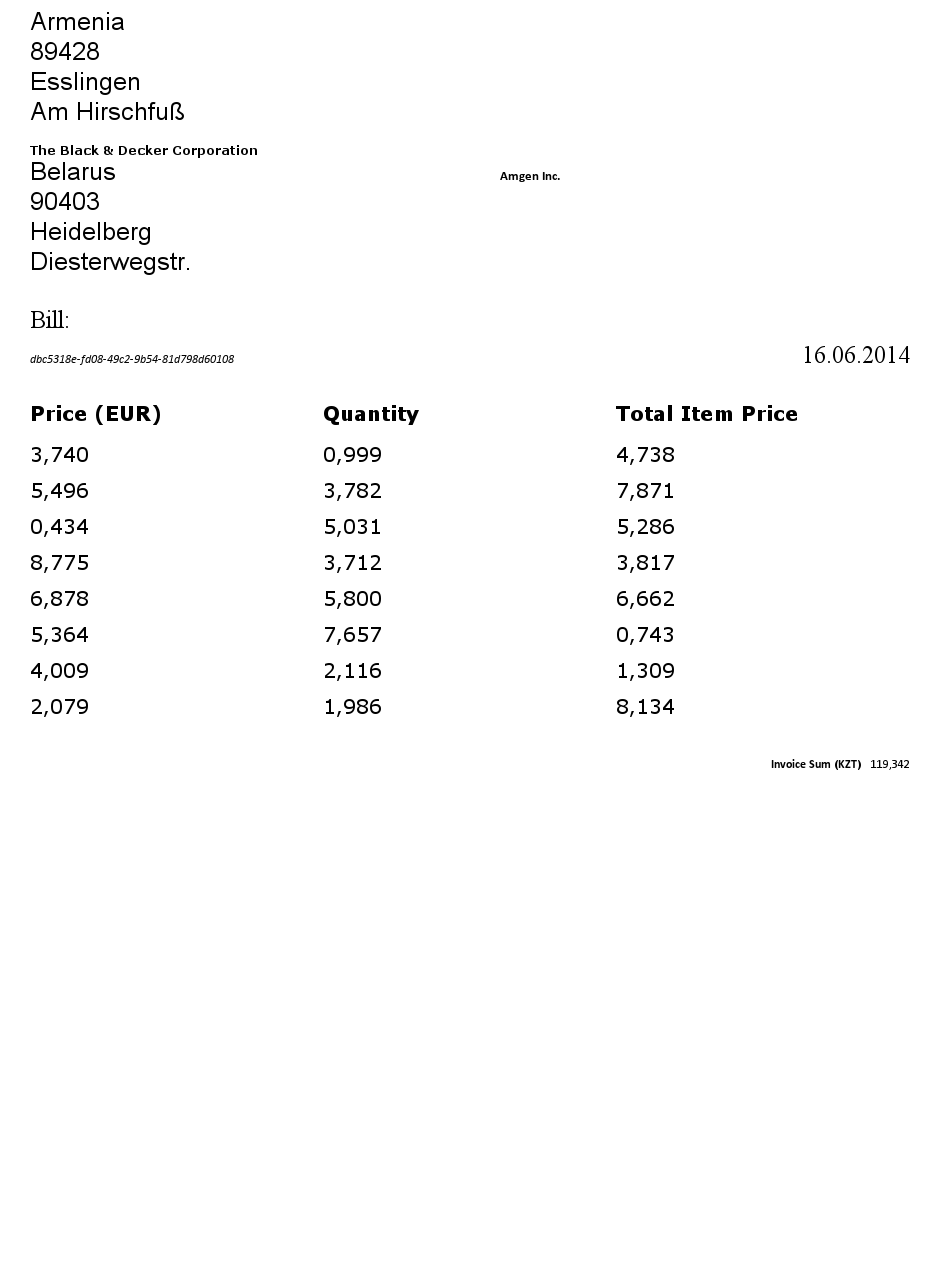 Armenia
89428
Esslingen
Am Hirschfuß
The Black & Decker Corporation
Belarus
Amgen Inc.
90403
Heidelberg
Diesterwegstr.
Bill:
dbc5318e-fd08-49c2-9b54-81d798d60108 16.06.2014
Price (EUR) Quantity Total Item Price
3,740 0,999 4,738
5,496 3,782 7,871
0,434 5,031 5,286
8,775 3,712 3,817
6,878 5,800 6,662
5,364 7,657 0,743
4,009 2,116 1,309
2,079 1,986 8,134
Invoice Sum (KZT) 119,342